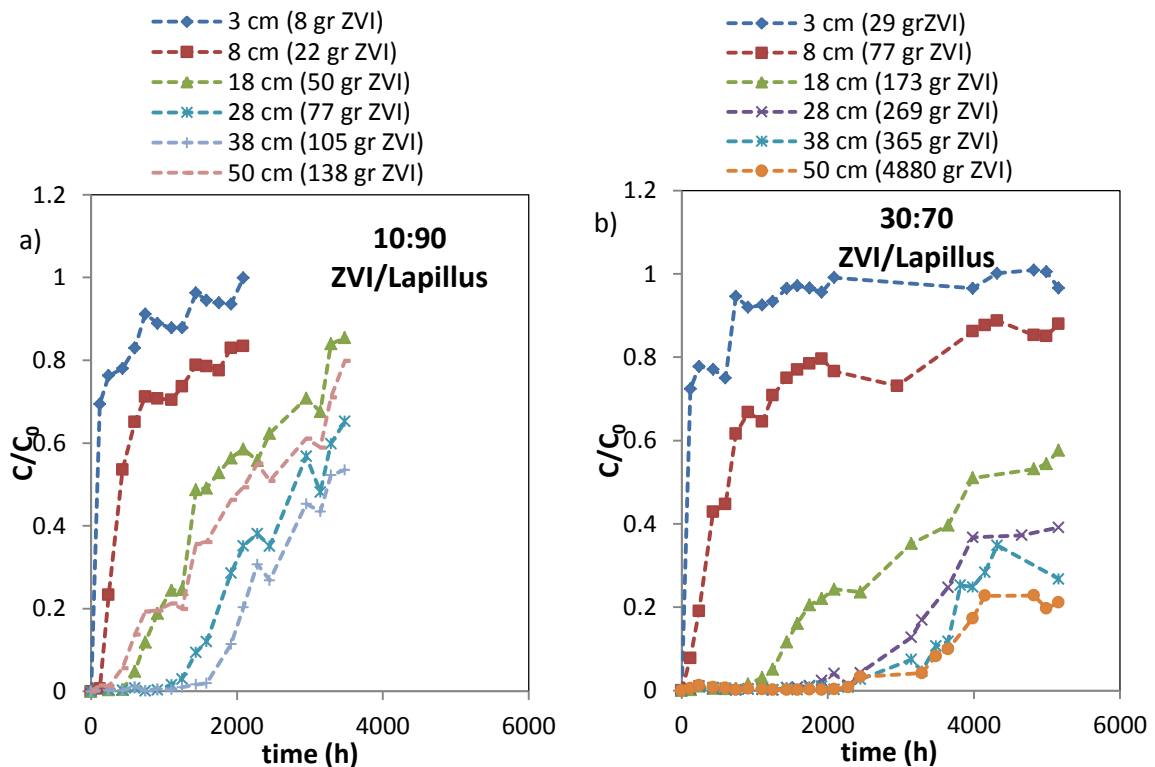 3 cm (8 gr ZVI)
8 cm (22 gr ZVI)
18 cm (50 gr ZVI)
28 cm (77 gr ZVI)
38 cm (105 gr ZVI)
50 cm (138 gr ZVI)
a)
10:90
ZVI/Lapillus
C/C0
1.2
1
0.8
0.6
0.4
0.2
0
0
2000
4000
6000
time (h)
3 cm (29 grZVI)
8 cm (77 gr ZVI)
18 cm (173 gr ZVI)
28 cm (269 gr ZVI)
38 cm (365 gr ZVI)
50 cm (4880 gr ZVI)
b)
30:70
ZVI/Lapillus
C/C0
1.2
1
0.8
0.6
0.4
0.2
0
0
2000
4000
6000
time (h)